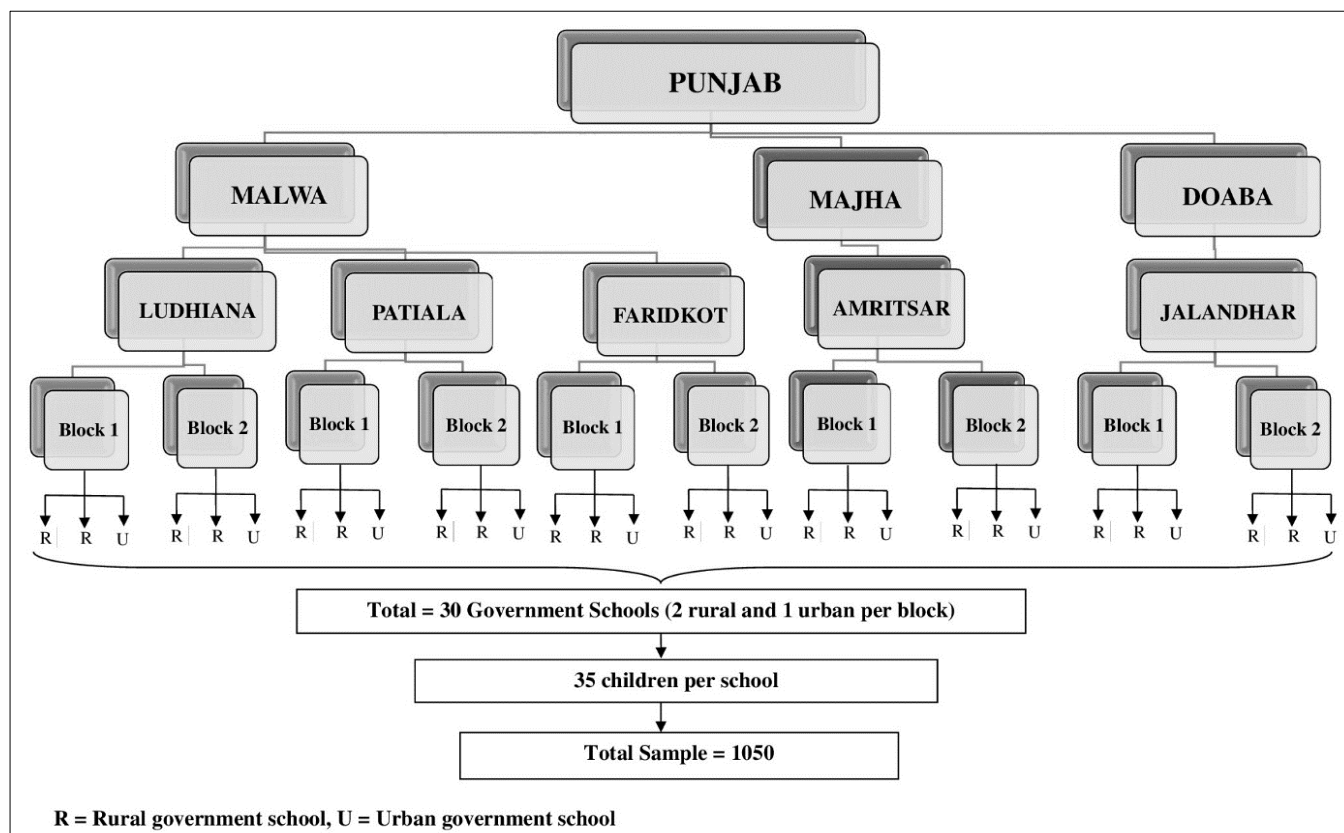 PUNJAB
MALWA
MAJHA
DOABA
LUDHIANA
PATIALA
FARIDKOT
AMRITSAR
JALANDHAR
Block 1
Block 2
Block 1
Block 2
Block 1
Block 2
Block 1
Block 2
Block 1
Block 2
R R U
R R U
R R U
R R U
R R U
R R U
R R U
R R U
R R U
R R U
Total = 30 Government Schools (2 rural and 1 urban per block)
35 children per school
Total Sample = 1050
R = Rural government school, U = Urban government school